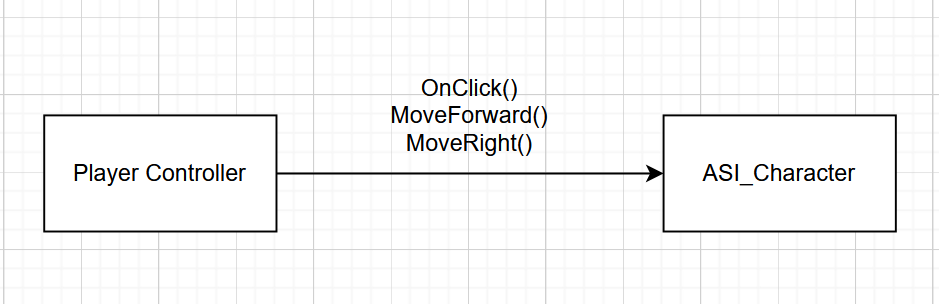 OnClick()
MoveForward()
MoveRight()
Player Controller
ASI_Character